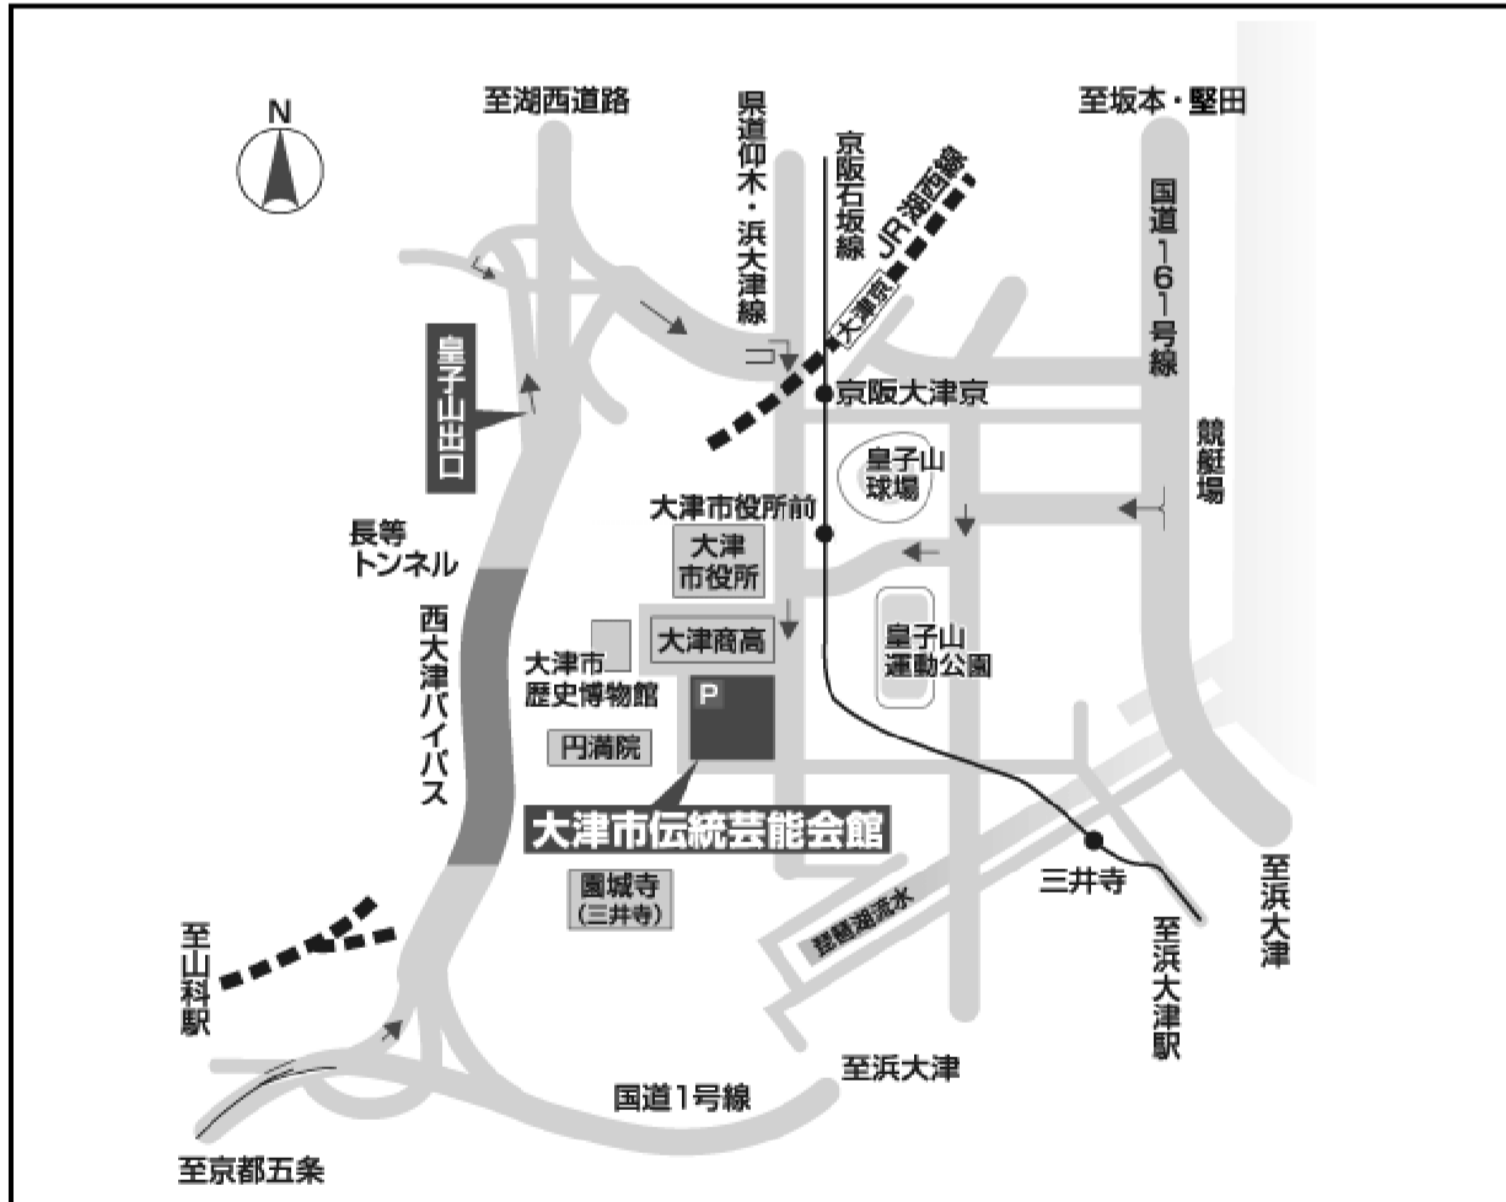 N
至湖西道路
県道仰木・浜大津線
京阪石坂線
JR湖西線
大津京
至坂本・堅田
国道161号線
皇子山出口
京阪大津京
競艇場
皇子山
球場
大津市役所前
大津
市役所
長等
トンネル
西大津バイパス
大津商高
大津市
歴史博物館
皇子山
運動公園
P
円満院
大津市伝統芸能会館
園城寺
(三井寺)
琵琶湖流水
三井寺
至浜大津
至浜大津駅
至山科駅
至浜大津
国道1号線
至京都五条